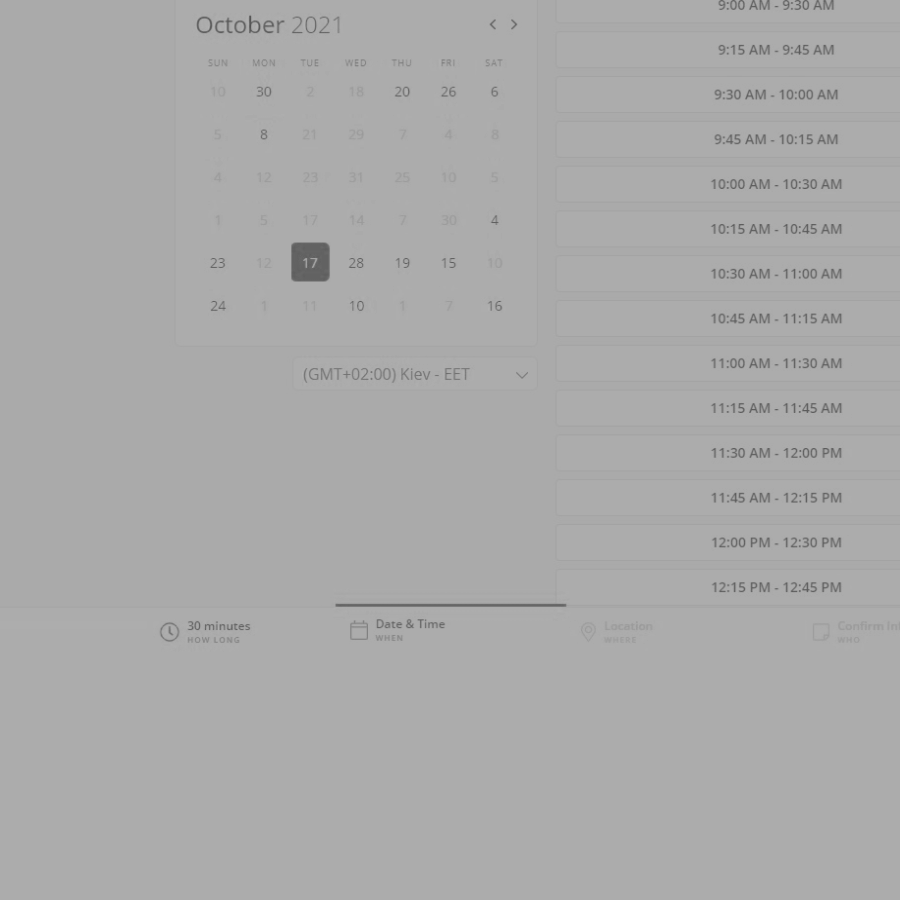 October 2021
SUN MON TUE WED THU FRI SAT
10 30 2 18 20 26 6
5 8 21 29 7 4 8
4 12 23 31 25 10 5
1 5 17 14 7 30 4
23 12 17 28 19 15 10
24 1 11 10 1 7 16
(GMT+02:00) Kiev - EET
9:00 AM - 9:30 AM
9:15 AM - 9:45 AM
9:30 AM - 10:00 AM
9:45 AM - 10:15 AM
10:00 AM - 10:30 AM
10:15 AM - 10:45 AM
10:30 AM - 11:00 AM
10:45 AM - 11:15 AM
11:00 AM - 11:30 AM
11:15 AM - 11:45 AM
11:30 AM - 12:00 PM
11:45 AM - 12:15 PM
12:00 PM - 12:30 PM
12:15 PM - 12:45 PM
30 minutes
HOW LONG
Date & Time
WHEN
Location
WHERE
Confirm
WHO